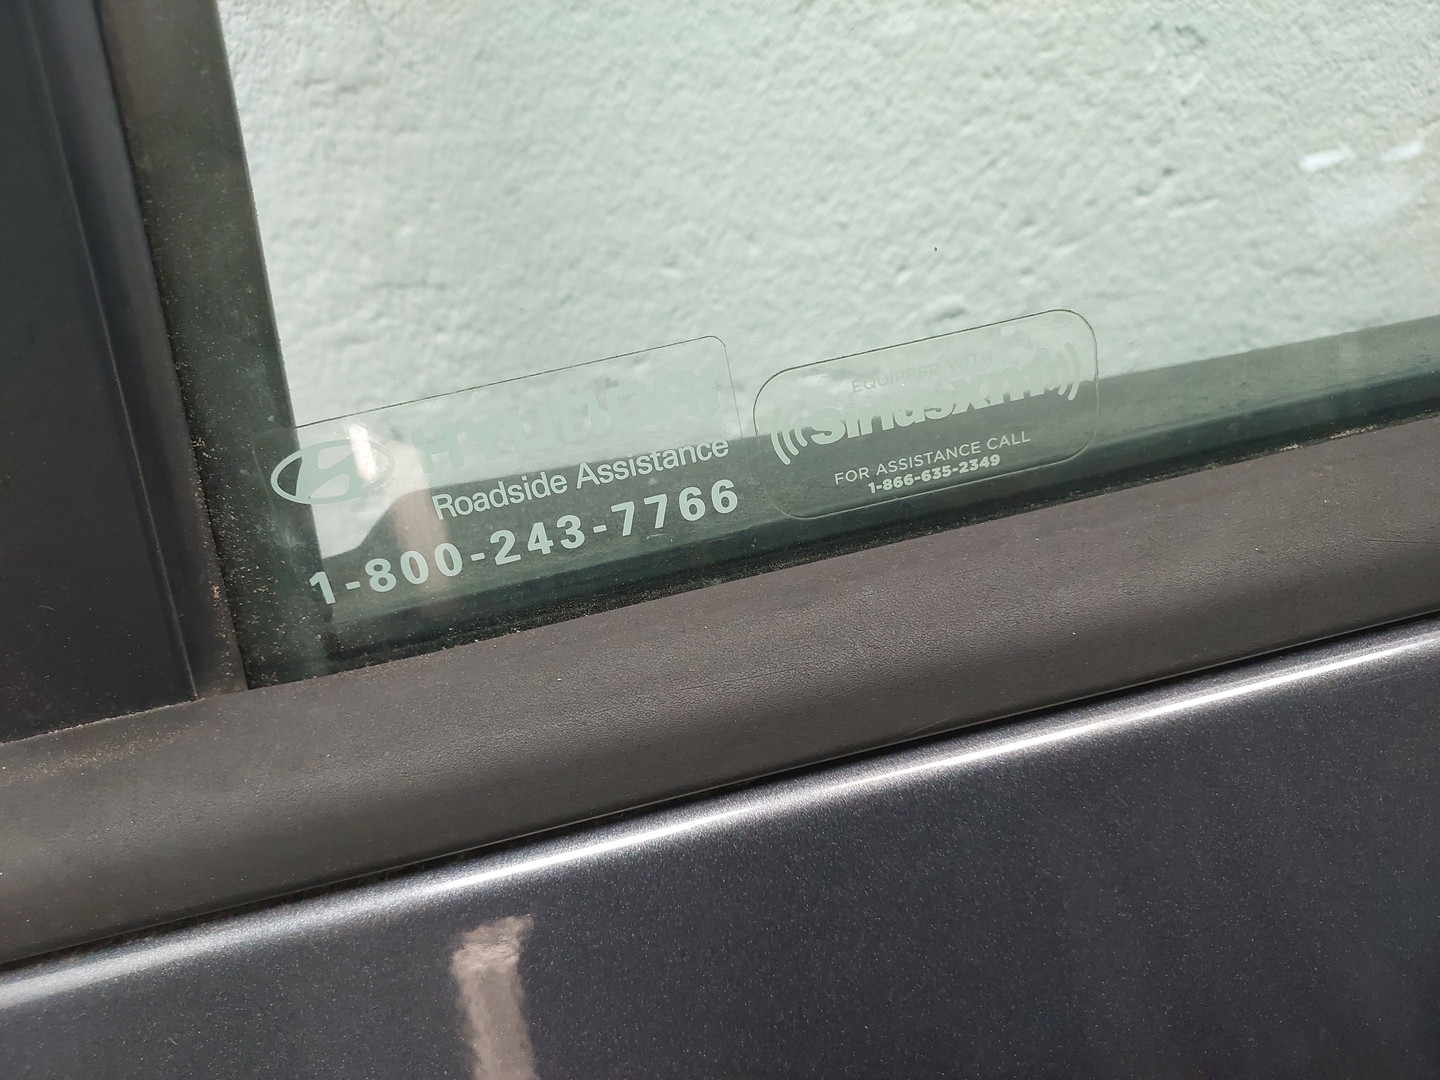 HYUNDAI
Roadside Assistance
1-800-243-7766
EQUIPPED WITH
siriusxm
FOR ASSISTANCE CALL
1-866-635-2349